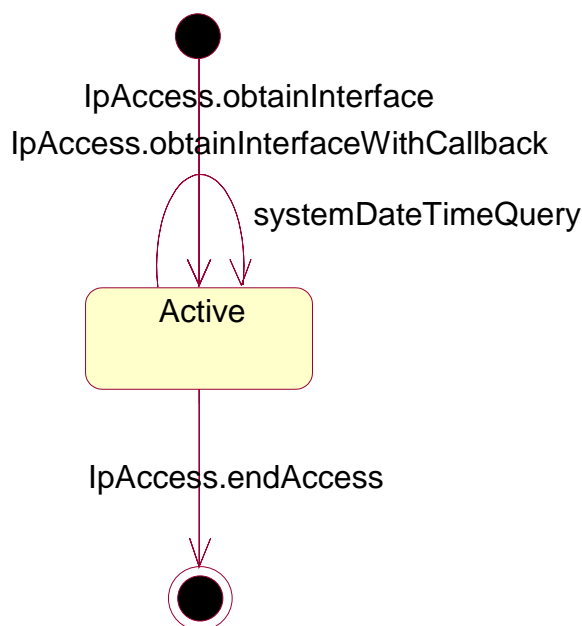 IpAccess.obtainInterface
IpAccess.obtainInterfaceWithCallback
systemDateTimeQuery
Active
IpAccess.endAccess